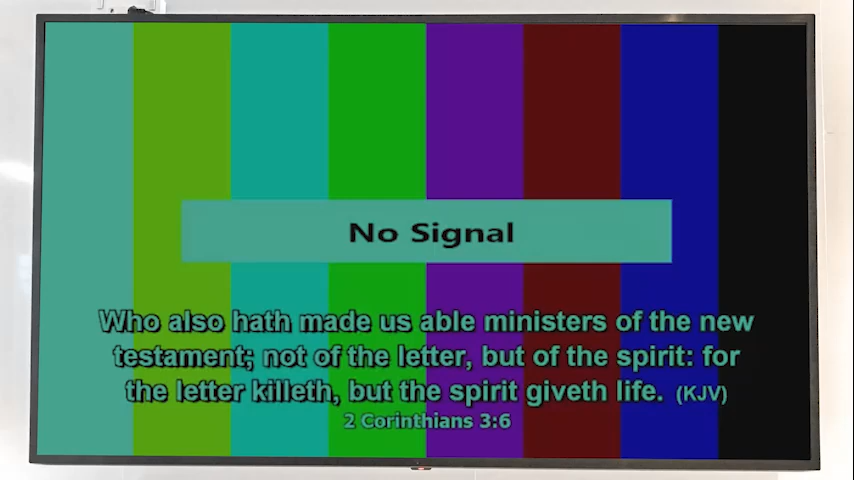 No Signal
Who also hath made us able ministers of the new
testament; not of the letter, but of the spirit: for
the letter killeth, but the spirit giveth life. (KJV)
2 Corinthians 3:6